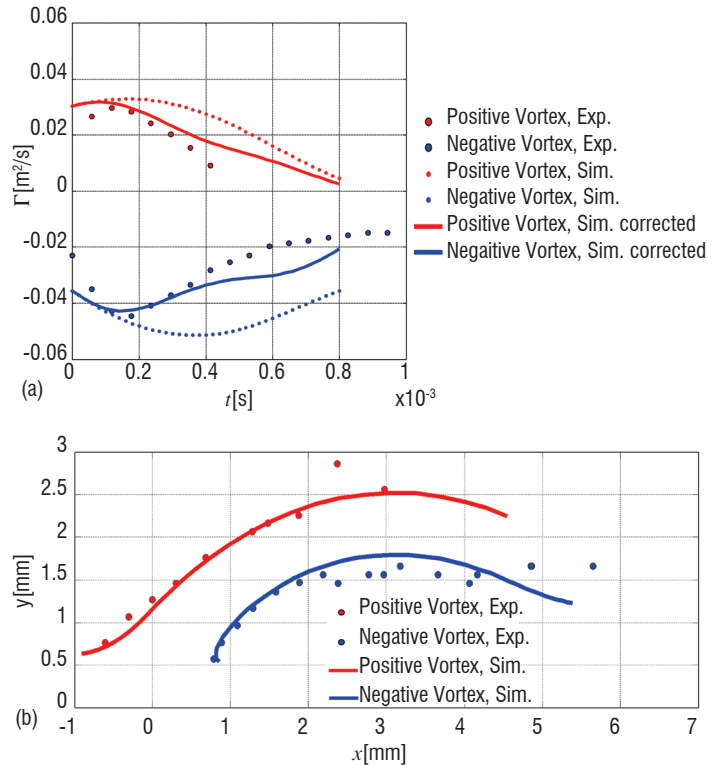 0.06
0.04
0.02
0
-0.02
-0.04
-0.06
Γ[m²/s]
0 0.2 0.4 0.6 0.8 1
t[s]
x10⁻³
(a)
Positive Vortex, Exp.
Negative Vortex, Exp.
Positive Vortex, Sim.
Negative Vortex, Sim.
Positive Vortex, Sim. corrected
Negaitive Vortex, Sim. corrected
3
2.5
2
1.5
1
0.5
0
y[mm]
-1 0 1 2 3 4 5 6 7
x[mm]
(b)
Positive Vortex, Exp.
Negative Vortex, Exp.
Positive Vortex, Sim.
Negative Vortex, Sim.